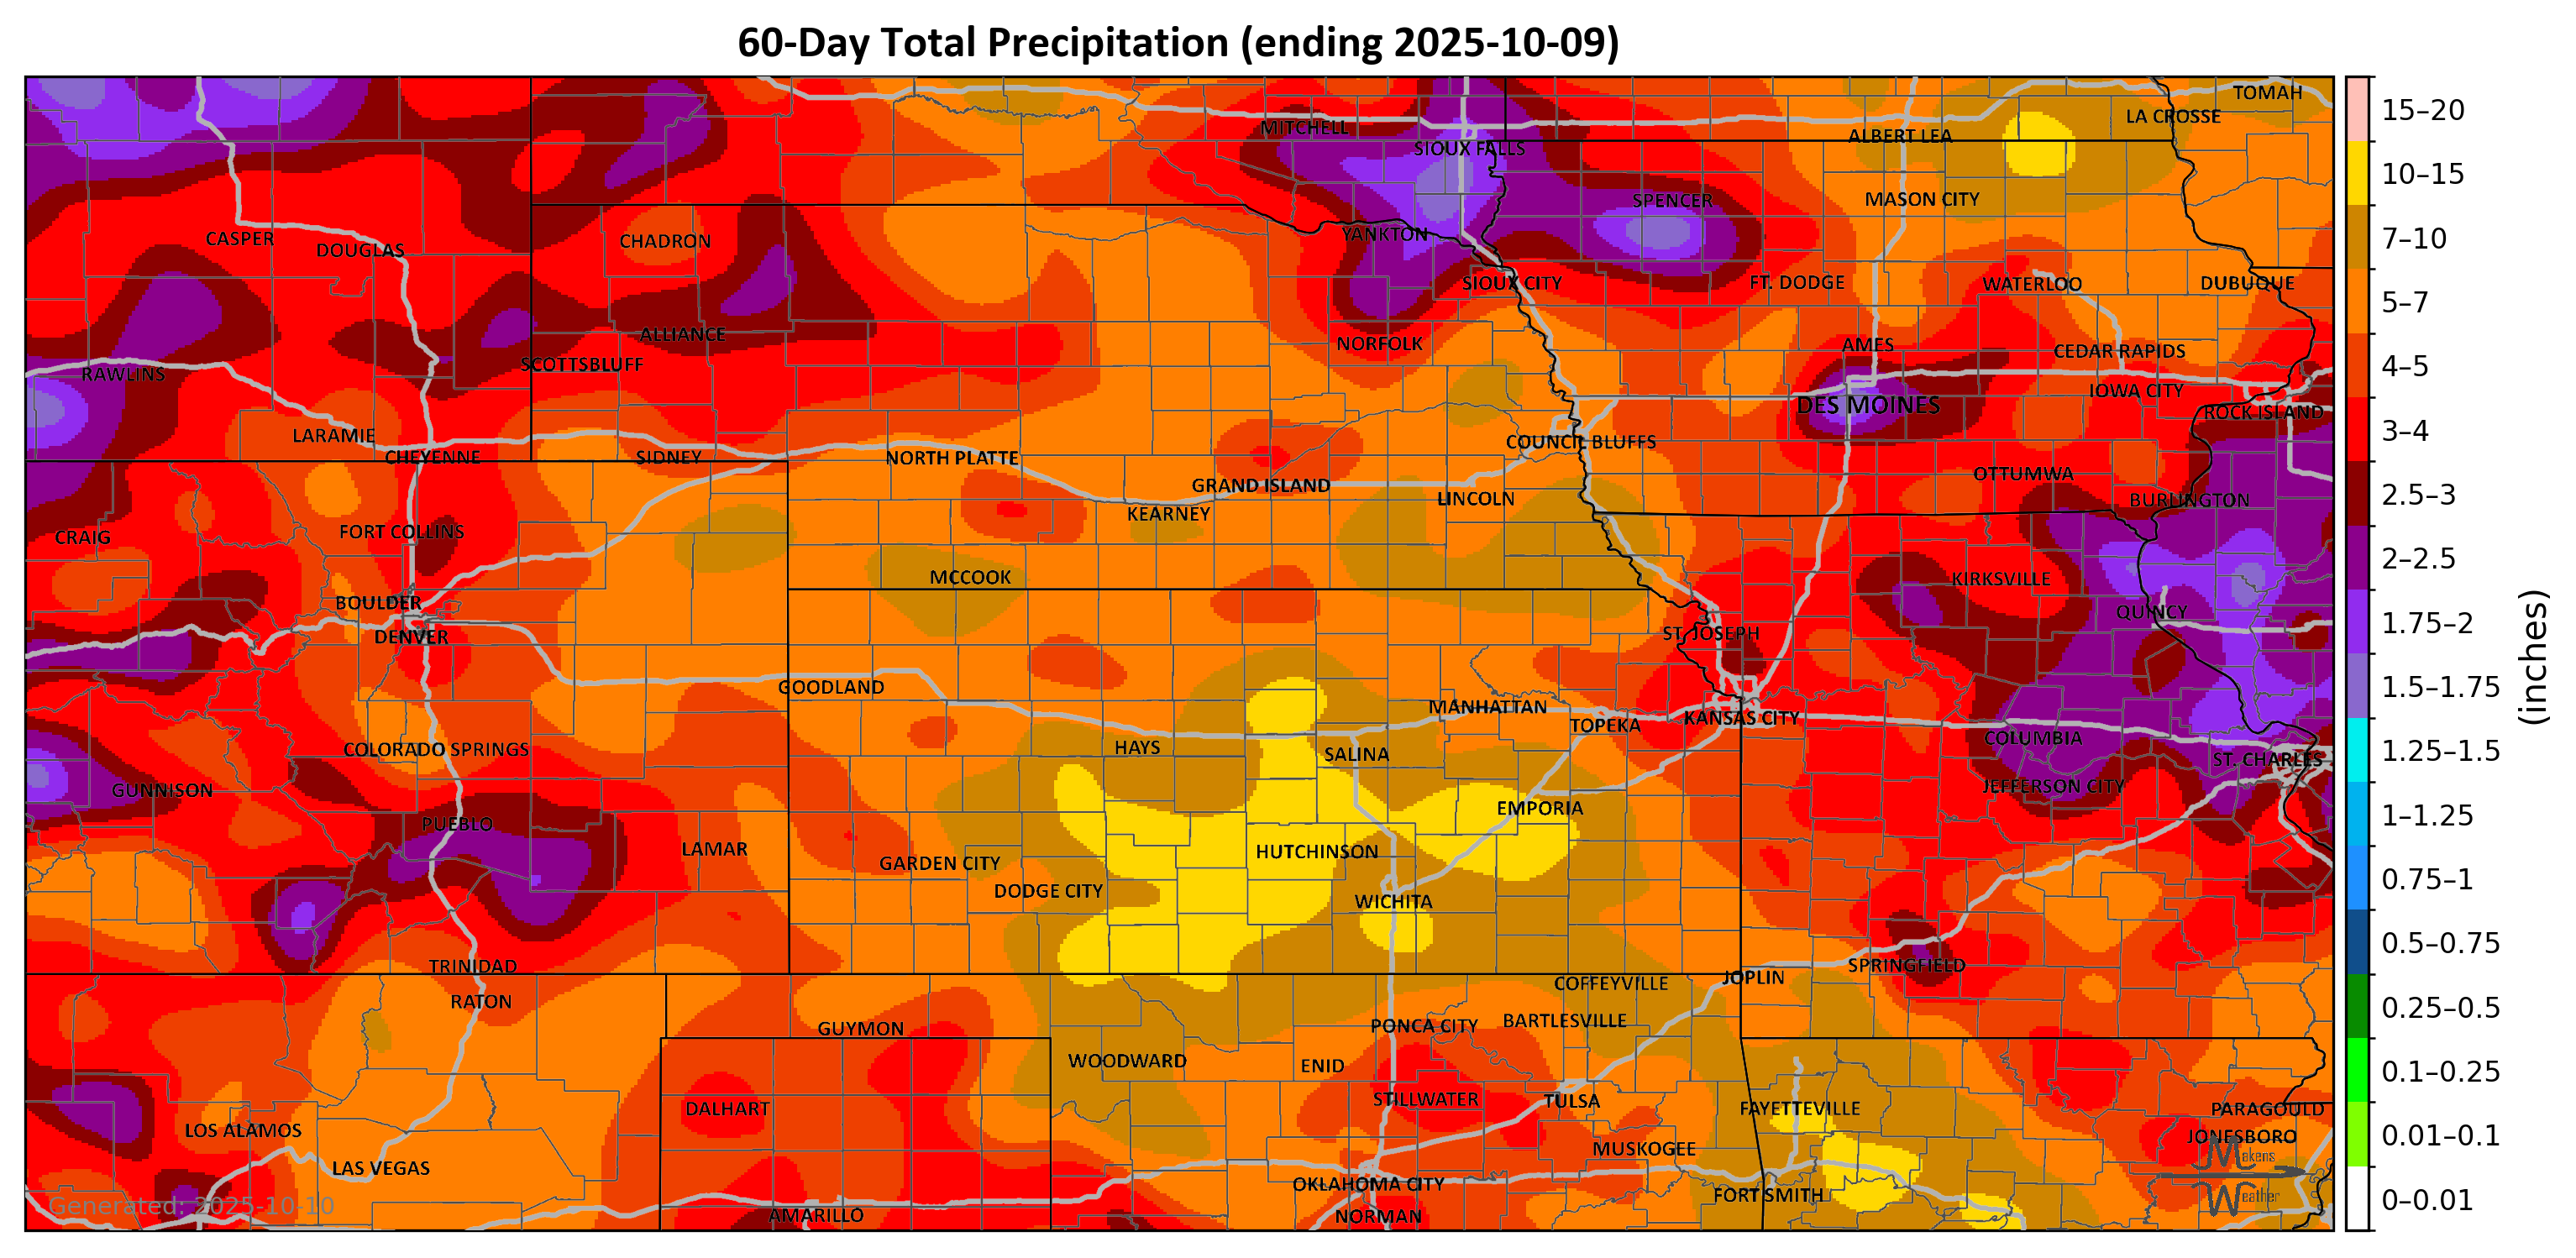 60-Day Total Precipitation (ending 2025-10-09)
TOMAH
LA CROSSE
MITCHELL
ALBERT LEA
SIOUX FALLS
SPENCER
MASON CITY
YANKTON
CASPER
CHADRON
DOUGLAS
SIOUX CITY
FT. DODGE
WATERLOO
DUBUQUE
ALLIANCE
NORFOLK
AMES
CEDAR RAPIDS
SCOTTSBLUFF
RAWLINS
IOWA CITY
DES MOINES
ROCK ISLAND
LARAMIE
COUNCIL BLUFFS
CHEYENNE
SIDNEY
NORTH PLATTE
OTTUMWA
GRAND ISLAND
LINCOLN
BURLINGTON
KEARNEY
CRAIG
FORT COLLINS
MCCOOK
KIRKSVILLE
BOULDER
QUINCY
DENVER
ST. JOSEPH
GOODLAND
MANHATTAN
KANSAS CITY
TOPEKA
COLUMBIA
COLORADO SPRINGS
HAYS
SALINA
ST. CHARLES
GUNNISON
JEFFERSON CITY
EMPORIA
PUEBLO
LAMAR
HUTCHINSON
GARDEN CITY
DODGE CITY
WICHITA
TRINIDAD
SPRINGFIELD
JOPLIN
COFFEYVILLE
RATON
BARTLESVILLE
PONCA CITY
GUYMON
WOODWARD
ENID
STILLWATER
TULSA
DALHART
FAYETTEVILLE
PARAGOULD
LOS ALAMOS
JONESBORO
MUSKOGEE
LAS VEGAS
OKLAHOMA CITY
FORT SMITH
AMARILLO
NORMAN
Makens
Weather
Generated: 2025-10-10
15–20
10–15
7–10
5–7
4–5
3–4
2.5–3
2–2.5
1.75–2
1.5–1.75
1.25–1.5
1–1.25
0.75–1
0.5–0.75
0.25–0.5
0.1–0.25
0.01–0.1
0–0.01
(inches)